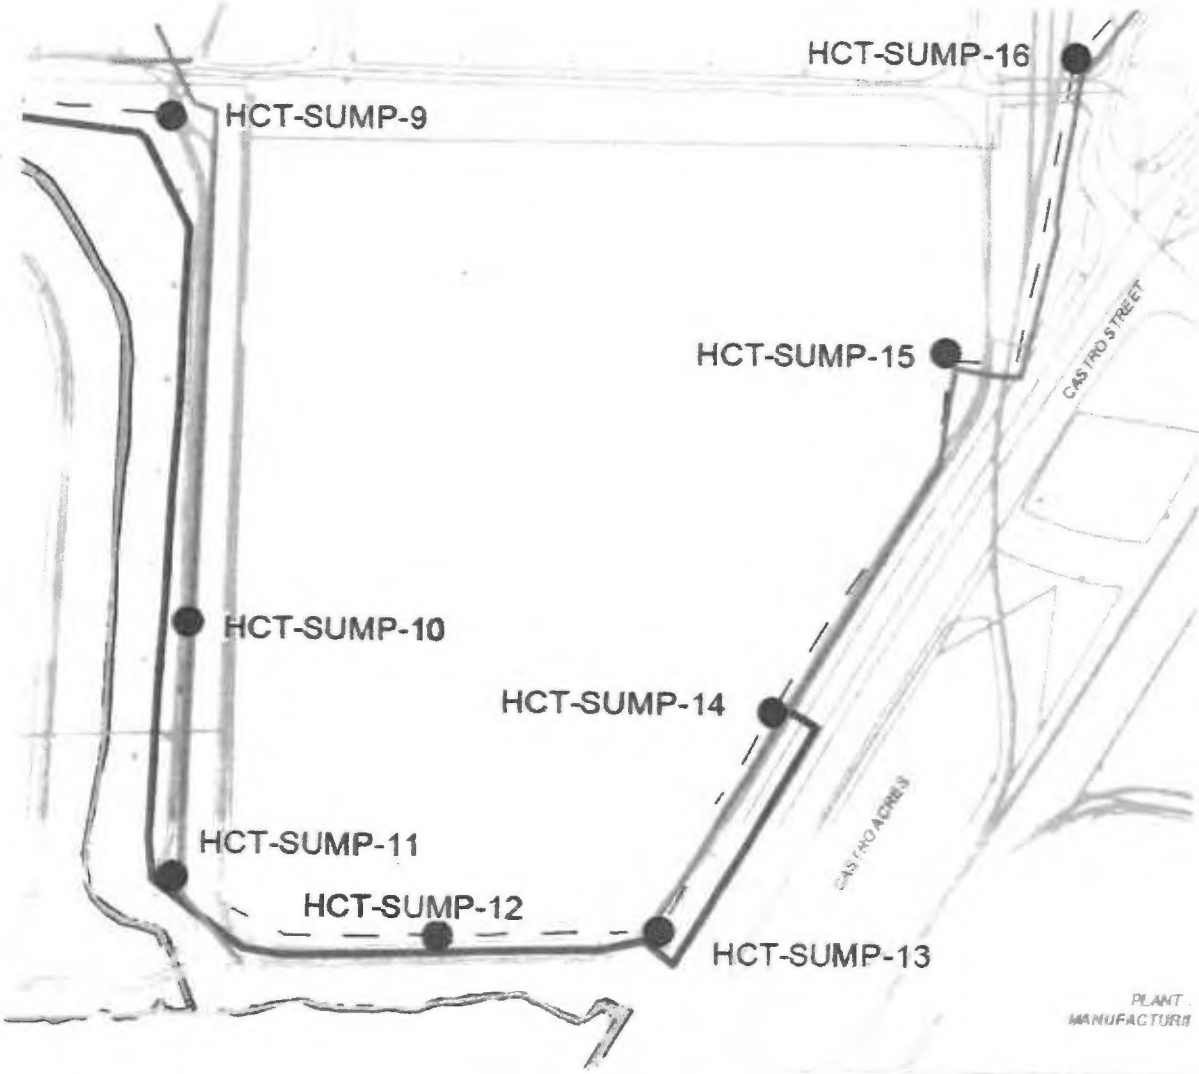 HCT-SUMP-16
HCT-SUMP-9
CASTRO STREET
HCT-SUMP-15
HCT-SUMP-10
HCT-SUMP-14
CASTRO ACRES
HCT-SUMP-11
HCT-SUMP-12
HCT-SUMP-13
PLANT